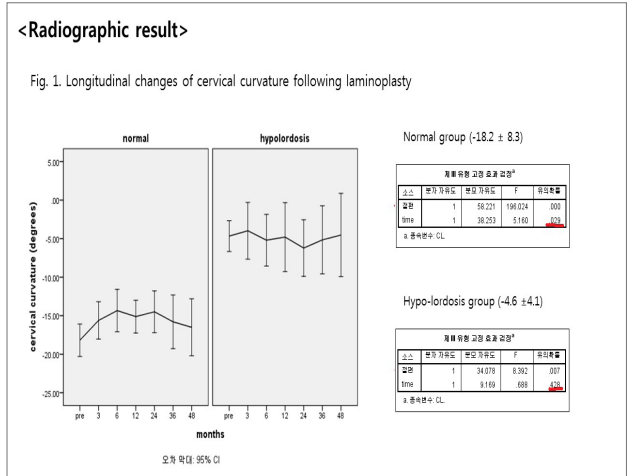 <Radiographic result>
Fig. 1. Longitudinal changes of cervical curvature following laminoplasty
normal hypolordosis
cervical curvature (degrees)
5.00
.00
-5.00
-10.00
-15.00
-20.00
-25.00
pre 3 6 12 24 36 48 pre 3 6 12 24 36 48
months
오차 막대: 95% CI
Normal group (-18.2 ± 8.3)
제 III 유형 고정 효과 검정a
소스 분자 자유도 분모 자유도 F 유의확률
절편 1 58.221 196.024 .000
time 1 38.253 5.160 .029
a. 종속변수: CL.
Hypo-lordosis group (-4.6 ±4.1)
제 III 유형 고정 효과 검정a
소스 분자 자유도 분모 자유도 F 유의확률
절편 1 34.078 8.392 .007
time 1 9.169 .688 .428
a. 종속변수: CL.